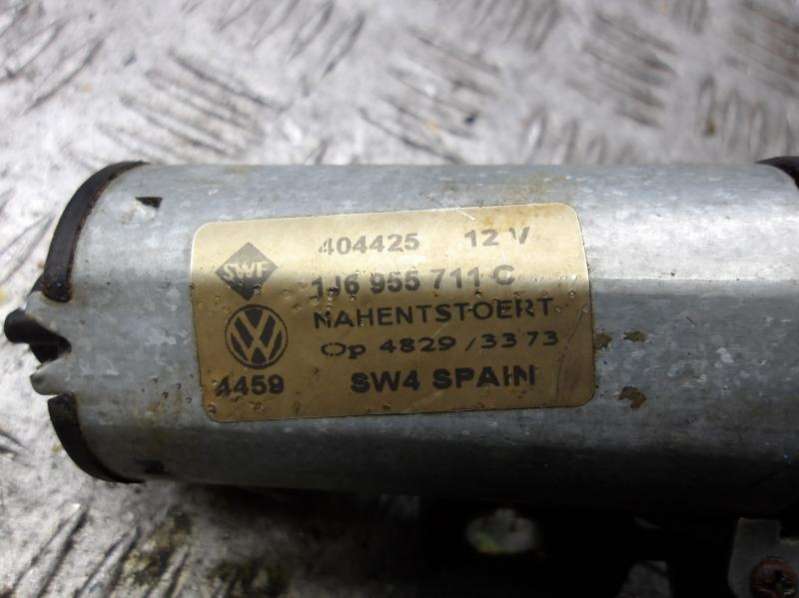 404425 12 V
SWF
1J6 955 711 C
NAHENTSTOERT
Op 4829 / 3373
4459 SW4 SPAIN